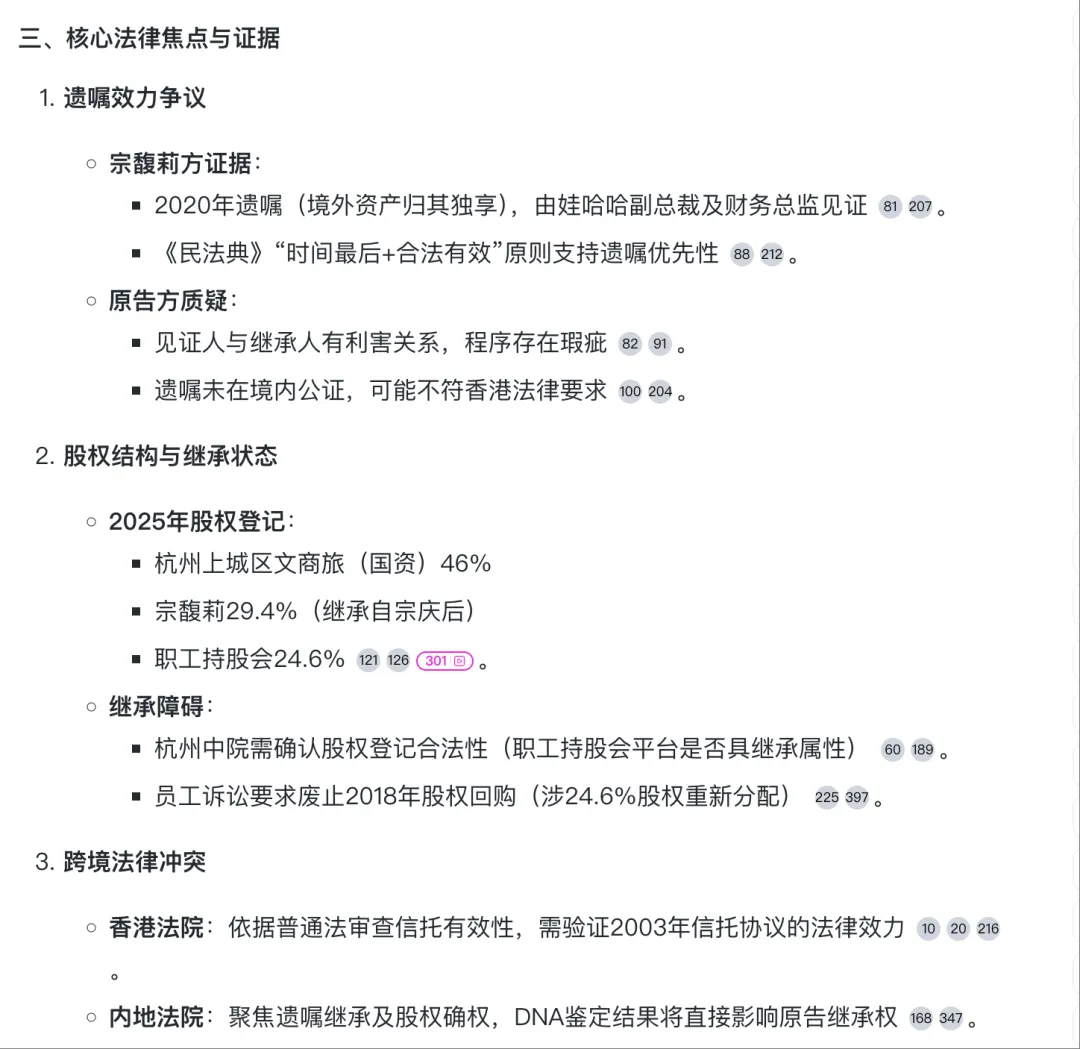 三、核心法律焦点与证据
1. 遗嘱效力争议
宗馥莉方证据：
2020年遗嘱（境外资产归其独享），由娃哈哈副总裁及财务总监见证 81 207 。
《民法典》“时间最后+合法有效”原则支持遗嘱优先性 88 212 。
原告方质疑：
见证人与继承人有利害关系，程序存在瑕疵 82 91 。
遗嘱未在境内公证，可能不符香港法律要求 100 204 。
2. 股权结构与继承状态
2025年股权登记：
杭州上城区文商旅（国资）46%
宗馥莉29.4%（继承自宗庆后）
职工持股会24.6% 121 126 301 。
继承障碍：
杭州中院需确认股权登记合法性（职工持股会平台是否具继承属性） 60 189 。
员工诉讼要求废止2018年股权回购（涉24.6%股权重新分配） 225 397 。
3. 跨境法律冲突
香港法院：依据普通法审查信托有效性，需验证2003年信托协议的法律效力 10 20 216
。
内地法院：聚焦遗嘱继承及股权确权，DNA鉴定结果将直接影响原告继承权 168 347 。